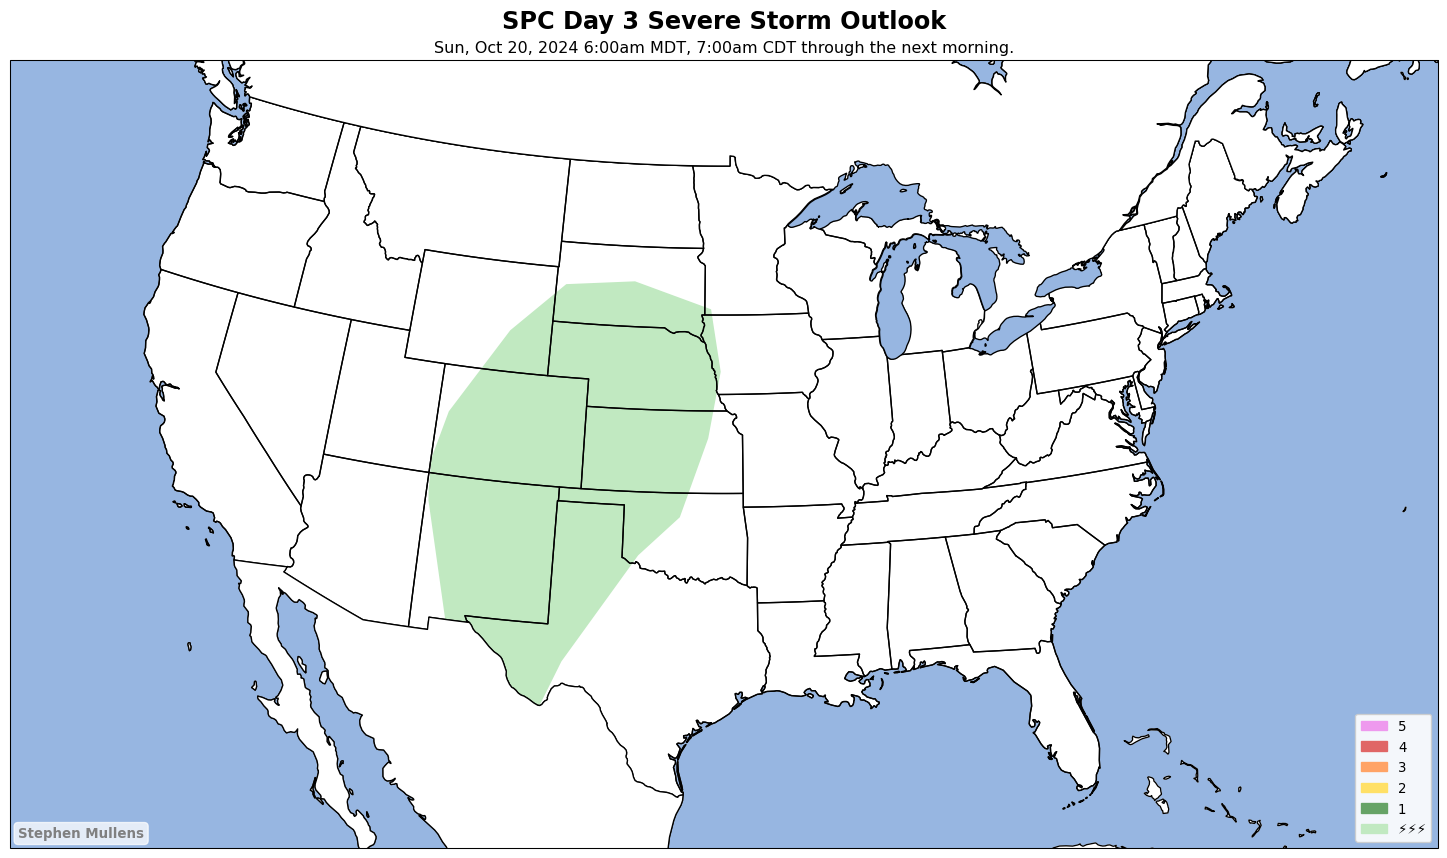 SPC Day 3 Severe Storm Outlook
Sun, Oct 20, 2024 6:00am MDT, 7:00am CDT through the next morning.
5
4
3
2
1
⚡⚡⚡
Stephen Mullens